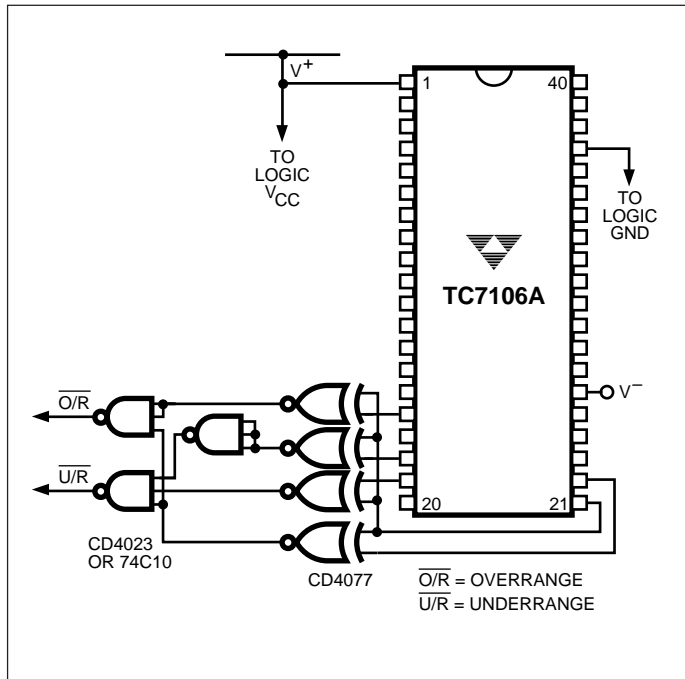 V+
1
40
TO
LOGIC
VCC
TO
LOGIC
GND
TC7106A
O/R
V–
U/R
20
21
CD4023
OR 74C10
CD4077
O/R = OVERRANGE
U/R = UNDERRANGE